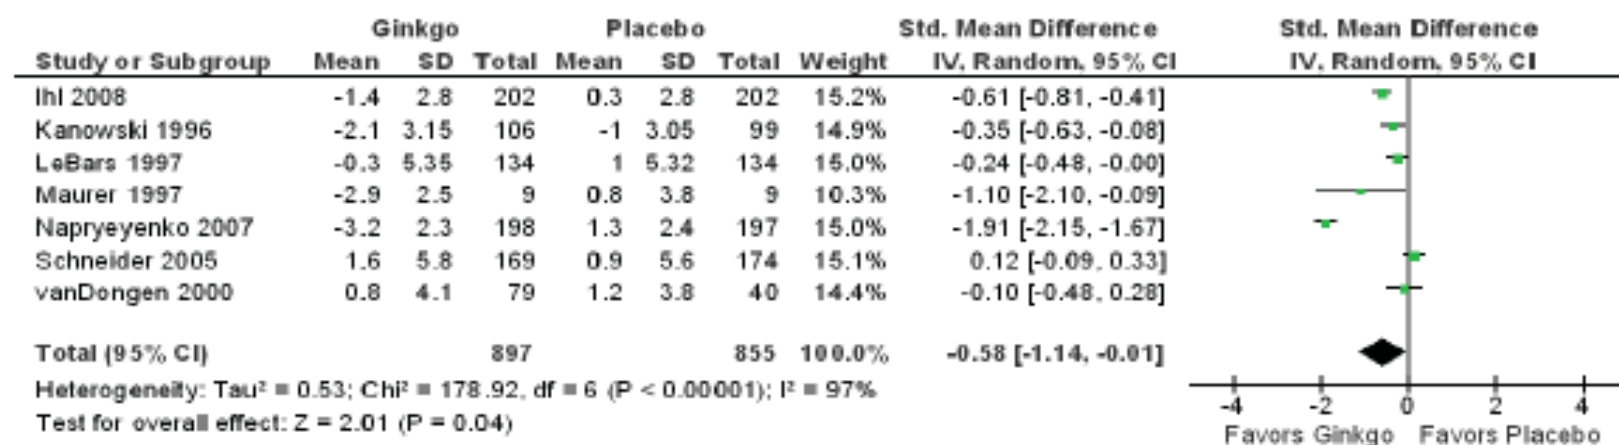 Ginkgo Placebo Std. Mean Difference Std. Mean Difference
Study or Subgroup Mean SD Total Mean SD Total Weight IV, Random, 95% CI IV, Random, 95% CI
Ihl 2008 -1.4 2.8 202 0.3 2.8 202 15.2% -0.61 [-0.81, -0.41]
Kanowski 1996 -2.1 3.15 106 -1 3.05 99 14.9% -0.35 [-0.63, -0.08]
LeBars 1997 -0.3 5.35 134 1 5.32 134 15.0% -0.24 [-0.48, -0.00]
Maurer 1997 -2.9 2.5 9 0.8 3.8 9 10.3% -1.10 [-2.10, -0.09]
Napryeyenko 2007 -3.2 2.3 198 1.3 2.4 197 15.0% -1.91 [-2.15, -1.67]
Schneider 2005 1.6 5.8 169 0.9 5.6 174 15.1% 0.12 [-0.09, 0.33]
vanDongen 2000 0.8 4.1 79 1.2 3.8 40 14.4% -0.10 [-0.48, 0.28]
Total (95% CI) 897 855 100.0% -0.58 [-1.14, -0.01]
Heterogeneity: Tau² = 0.53; Chi² = 178.92, df = 6 (P < 0.00001); I² = 97%
Test for overall effect: Z = 2.01 (P = 0.04)
-4 -2 0 2 4
Favors Ginkgo Favors Placebo